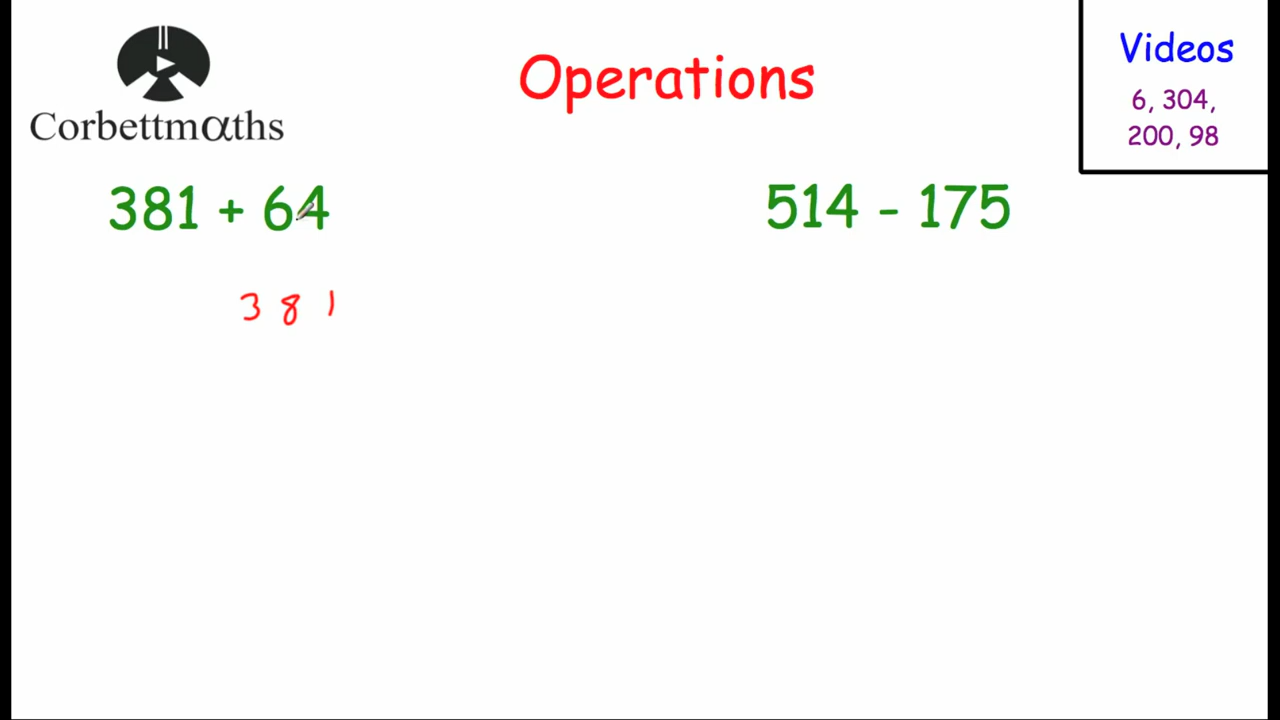 Corbettmαths
Operations
Videos
6, 304,
200, 98
381 + 64
514 - 175
3 8 1